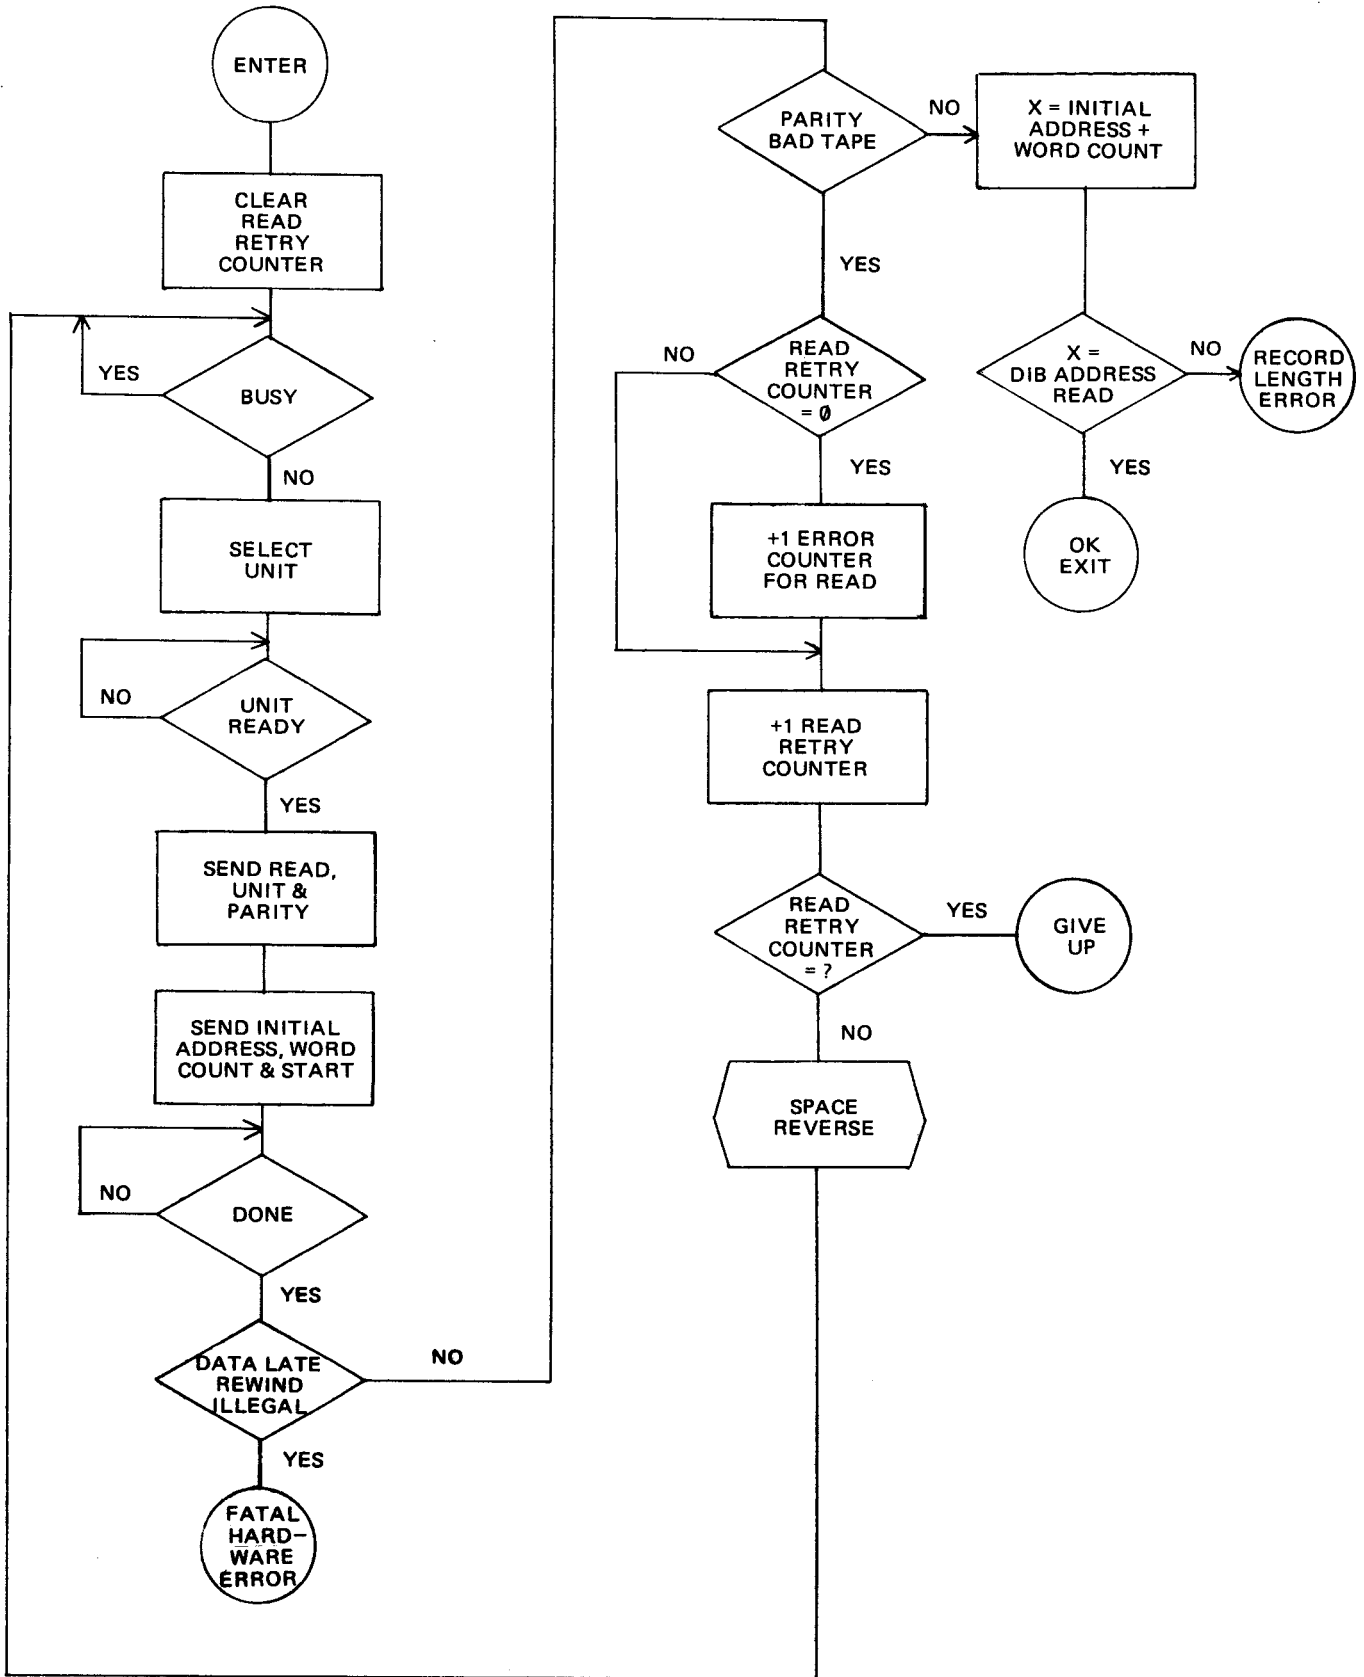 ENTER
CLEAR
READ
RETRY
COUNTER
YES
BUSY
NO
SELECT
UNIT
NO
UNIT
READY
YES
SEND READ,
UNIT &
PARITY
SEND INITIAL
ADDRESS, WORD
COUNT & START
NO
DONE
YES
DATA LATE
REWIND
ILLEGAL
NO
YES
FATAL
HARD-
WARE
ERROR
PARITY
BAD TAPE
NO
X = INITIAL
ADDRESS +
WORD COUNT
YES
NO
READ
RETRY
COUNTER
= Ø
X =
DIB ADDRESS
READ
NO
RECORD
LENGTH
ERROR
YES
YES
+1 ERROR
COUNTER
FOR READ
OK
EXIT
+1 READ
RETRY
COUNTER
READ
RETRY
COUNTER
= ?
YES
GIVE
UP
NO
SPACE
REVERSE